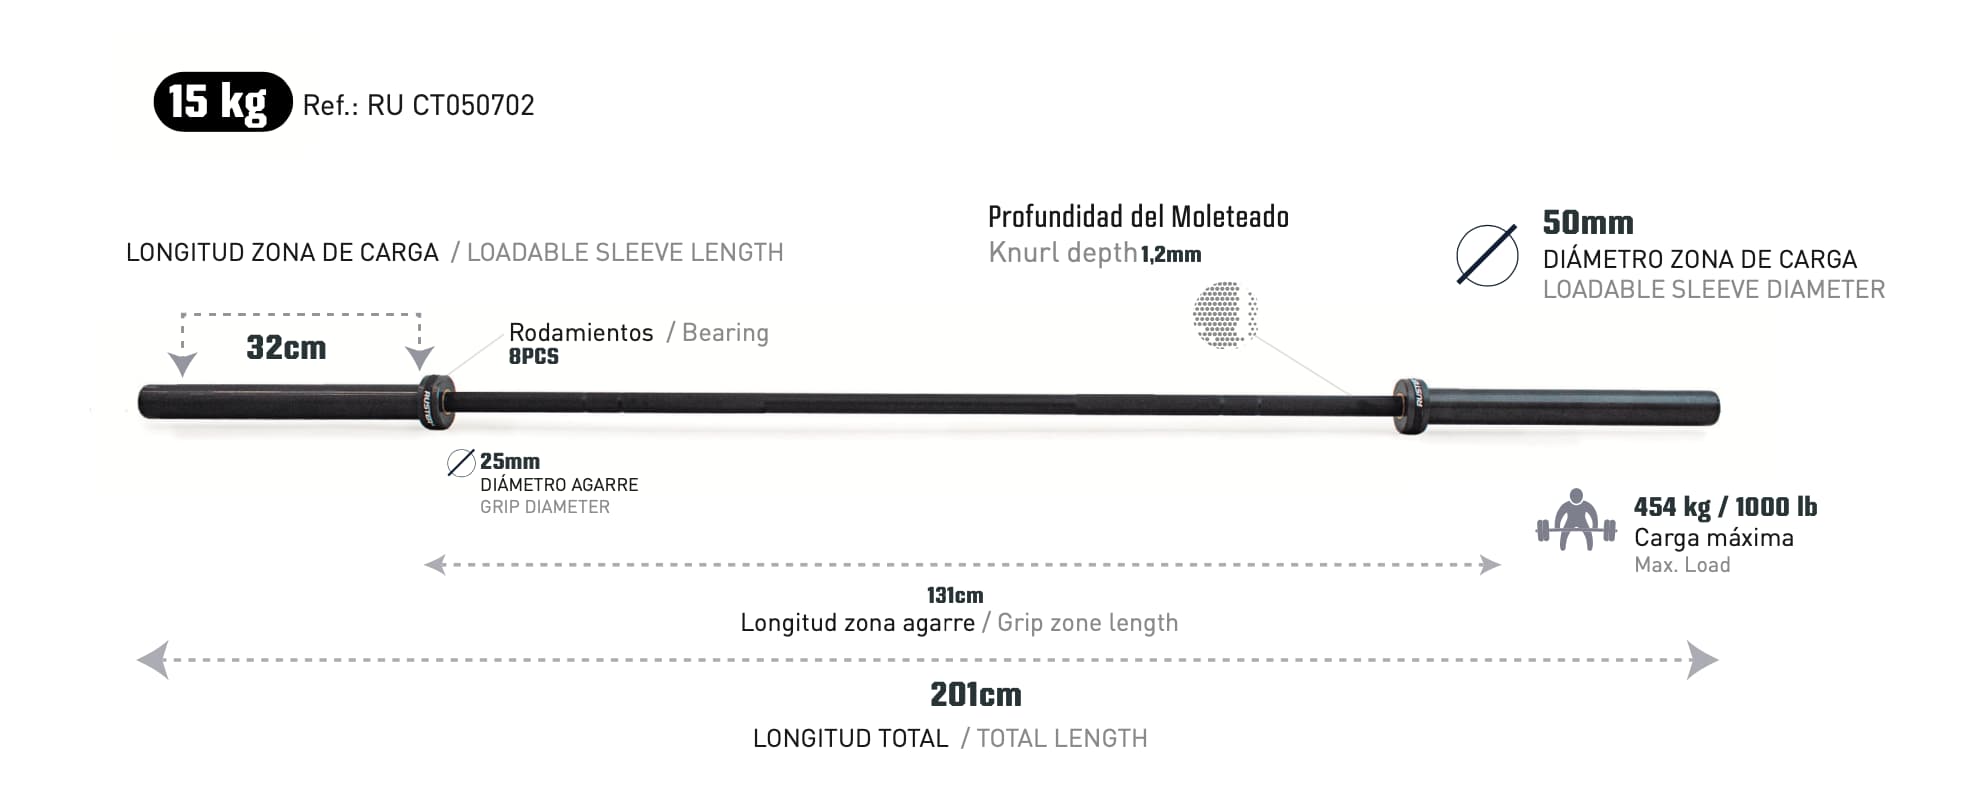 15 kg Ref.: RU CT050702
LONGITUD ZONA DE CARGA / LOADABLE SLEEVE LENGTH
32cm
Rodamientos / Bearing
8PCS
Profundidad del Moleteado
Knurl depth 1,2mm
50mm
DIÁMETRO ZONA DE CARGA
LOADABLE SLEEVE DIAMETER
25mm
DIÁMETRO AGARRE
GRIP DIAMETER
454 kg / 1000 lb
Carga máxima
Max. Load
131cm
Longitud zona agarre / Grip zone length
201cm
LONGITUD TOTAL / TOTAL LENGTH